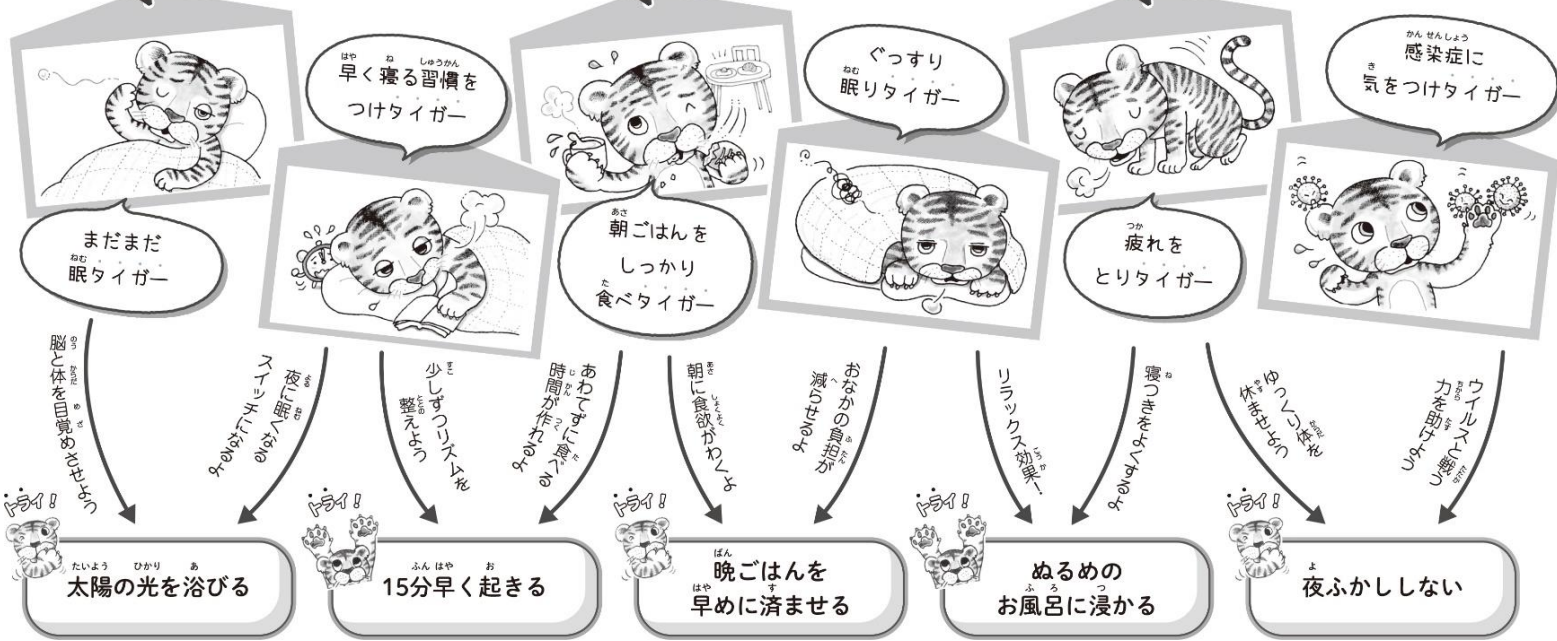 まだまだ
眠タイガー
早く寝る習慣を
つけタイガー
朝ごはんを
しっかり
食べタイガー
ぐっすり
眠りタイガー
疲れを
とりタイガー
感染症に
気をつけタイガー
脳と体を目覚めさせよう
夜に眠くなる
スイッチになるよ
少しずつリズムを
整えよう
あわてずに食べる
時間が作れるよ
朝に食欲がわくよ
おなかの負担が
減らせるよ
リラックス効果！
寝つきをよくするよ
ゆっくり体を
休ませよう
ウイルスと戦う
力を助けよう
トライ！
太陽の光を浴びる
トライ！
15分早く起きる
トライ！
晩ごはんを
早めに済ませる
トライ！
ぬるめの
お風呂に浸かる
トライ！
夜ふかししない